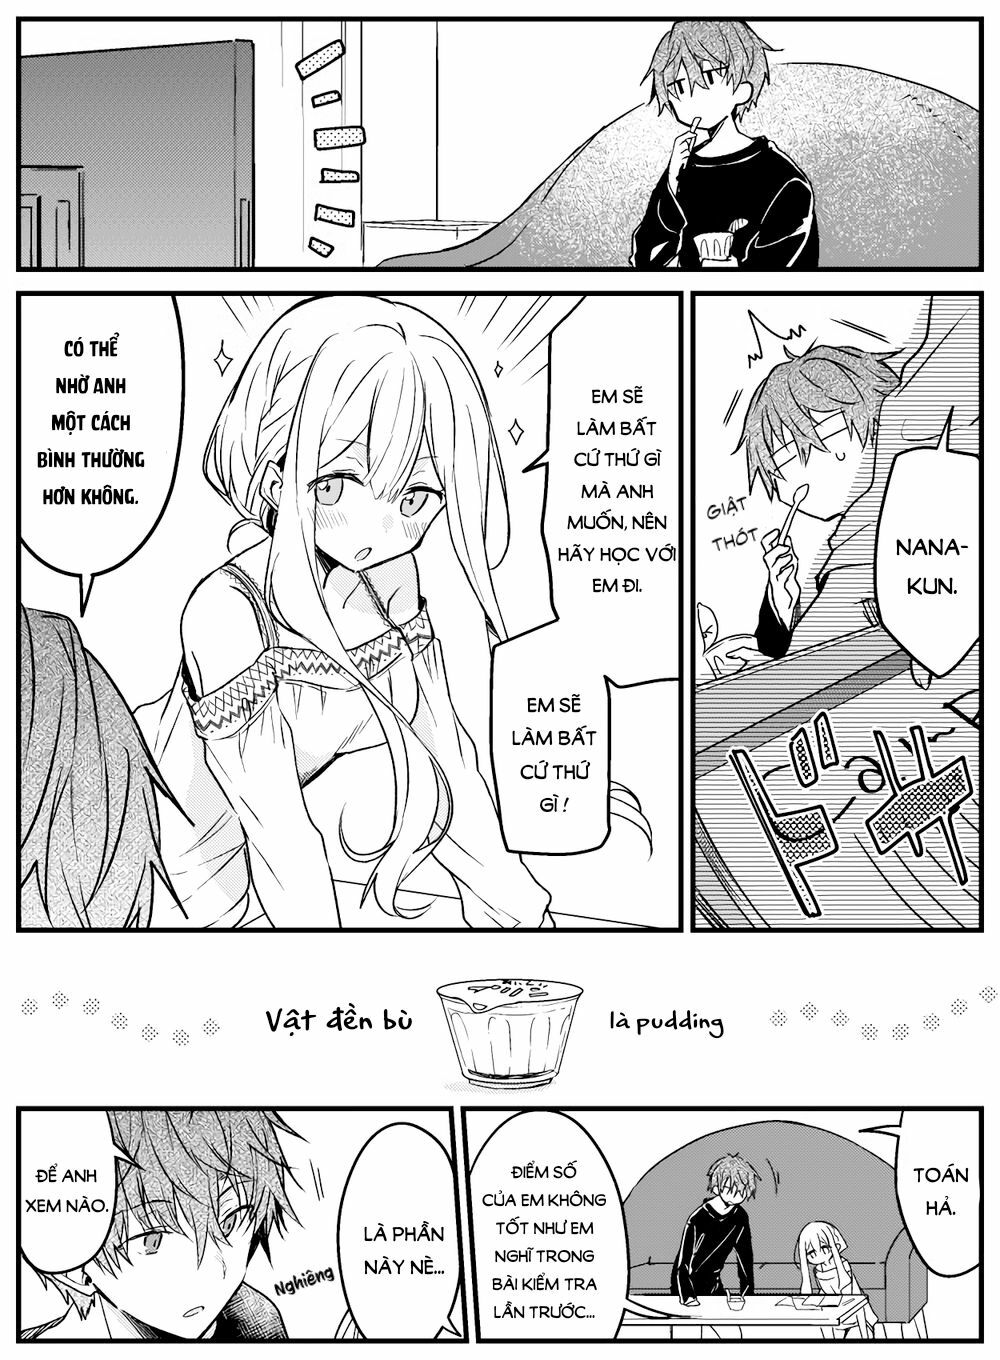 NANA-
KUN.
GIẬT
THÓT
ドサッ
EM SẼ
LÀM BẤT
CỨ THỨ GÌ
MÀ ANH
MUỐN, NÊN
HÃY HỌC VỚI
EM ĐI.
EM SẼ
LÀM BẤT
CỨ THỨ
GÌ !
CÓ THỂ
NHỜ ANH
MỘT CÁCH
BÌNH THƯỜNG
HƠN KHÔNG.
Vật đền bù
là pudding
TOÁN
HẢ.
ĐIỂM SỐ
CỦA EM KHÔNG
TỐT NHƯ EM
NGHĨ TRONG
BÀI KIỂM TRA
LẦN TRƯỚC...
LÀ PHẦN
NÀY NÈ...
Nghiêng
ĐỂ ANH
XEM NÀO.